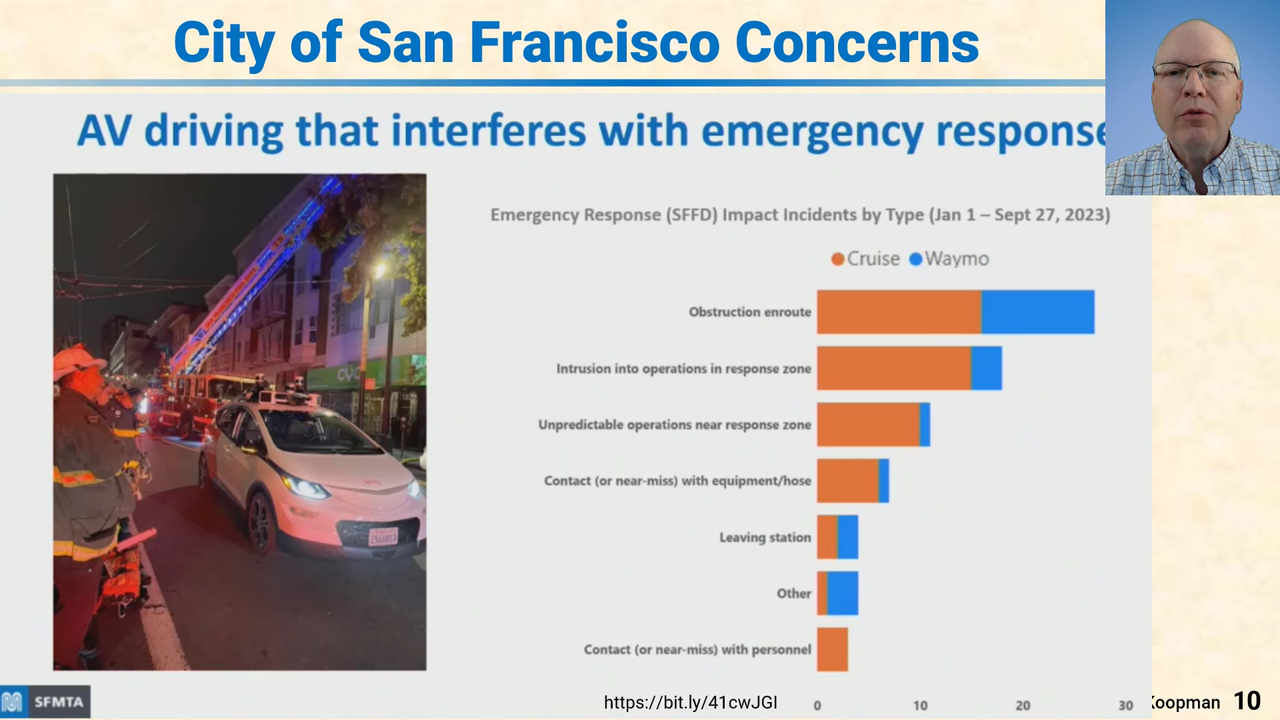 City of San Francisco Concerns
AV driving that interferes with emergency response
Emergency Response (SFFD) Impact Incidents by Type (Jan 1 – Sept 27, 2023)
Cruise Waymo
Obstruction enroute
Intrusion into operations in response zone
Unpredictable operations near response zone
Contact (or near-miss) with equipment/hose
Leaving station
Other
Contact (or near-miss) with personnel
0 10 20 30
SFMTA
https://bit.ly/41cwJGI
Koopman 10